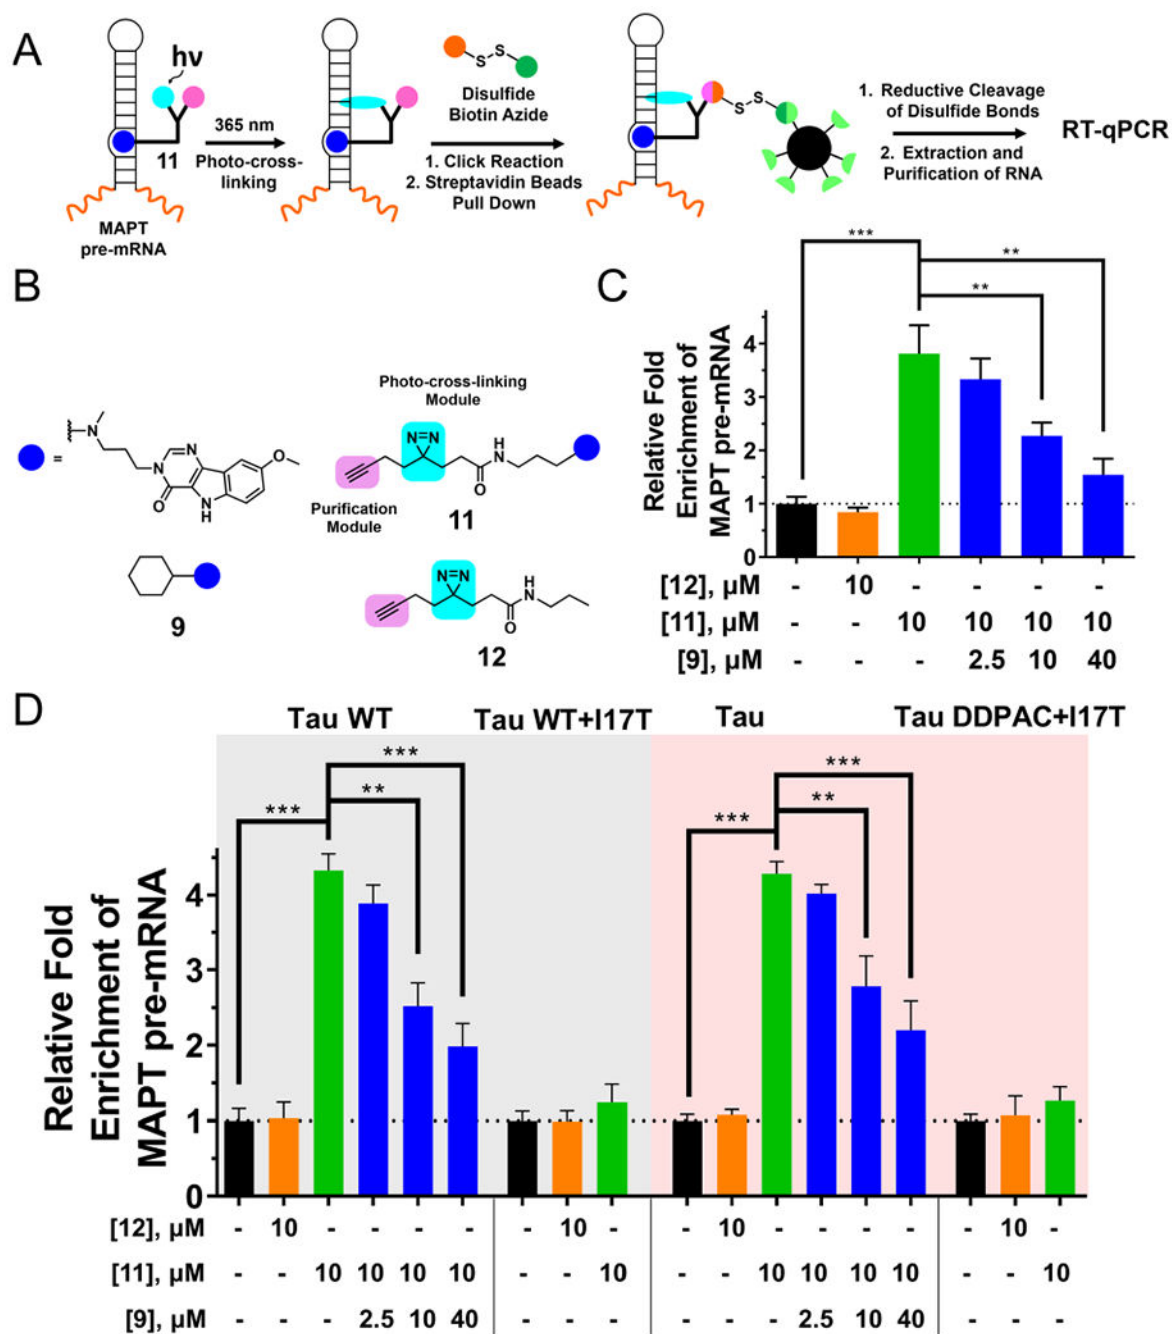 A
hν
11
MAPT
pre-mRNA
365 nm
Photo-cross-
linking
S
S
Disulfide
Biotin Azide
1. Click Reaction
2. Streptavidin Beads
Pull Down
S
S
1. Reductive Cleavage
of Disulfide Bonds
2. Extraction and
Purification of RNA
RT-qPCR
B
=
N
N
N
O
N
H
O
9
Photo-cross-linking
Module
N=N
H
N
O
Purification
Module
11
N=N
H
N
O
12
C
Relative Fold
Enrichment of
MAPT pre-mRNA
4
3
2
1
0
***
**
**
[12], μM - 10 - - - -
[11], μM - - 10 10 10 10
[9], μM - - - 2.5 10 40
D
Tau WT Tau WT+I17T Tau Tau DDPAC+I17T
Relative Fold
Enrichment of
MAPT pre-mRNA
4
3
2
1
0
***
**
***
***
**
***
[12], μM - 10 - - - - - 10 - - 10 - - - - - 10 -
[11], μM - - 10 10 10 10 - - 10 - - 10 10 10 10 - - 10
[9], μM - - - 2.5 10 40 - - - - - - 2.5 10 40 - - -